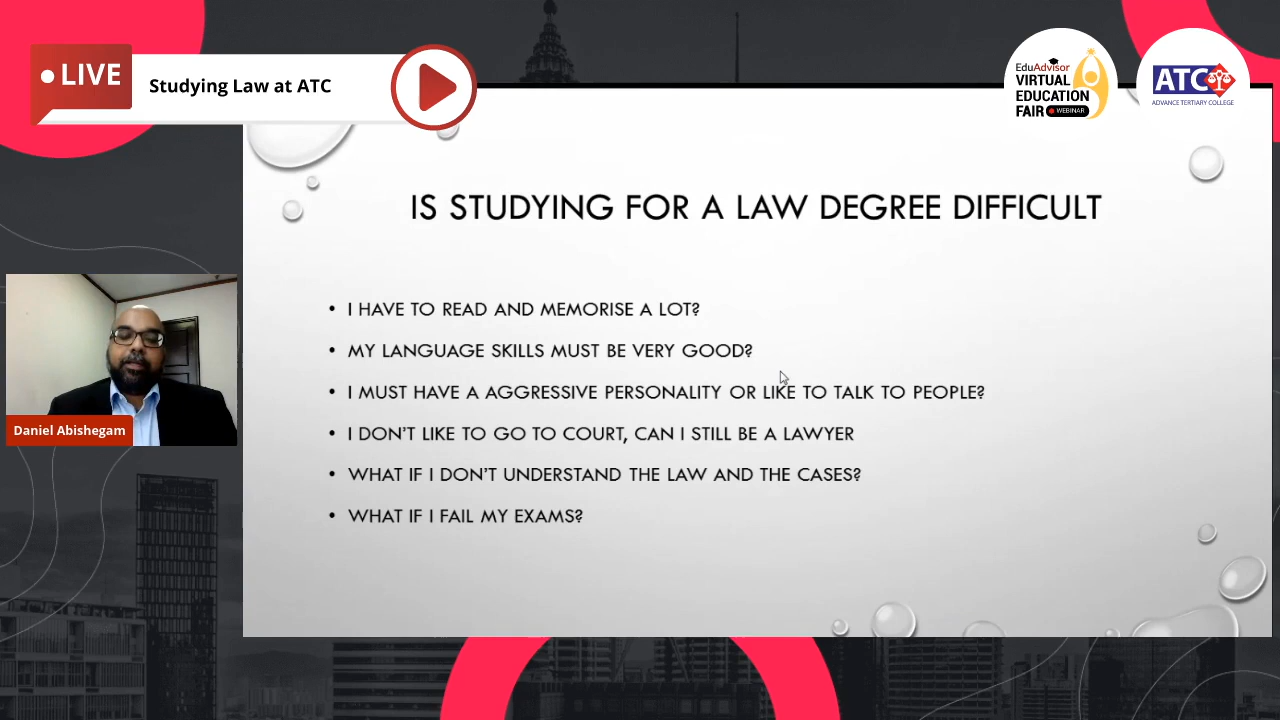 LIVE
Studying Law at ATC
EduAdvisor
VIRTUAL
EDUCATION
FAIR WEBINAR
ATC
ADVANCE TERTIARY COLLEGE
IS STUDYING FOR A LAW DEGREE DIFFICULT
• I HAVE TO READ AND MEMORISE A LOT?
• MY LANGUAGE SKILLS MUST BE VERY GOOD?
• I MUST HAVE A AGGRESSIVE PERSONALITY OR LIKE TO TALK TO PEOPLE?
• I DON'T LIKE TO GO TO COURT, CAN I STILL BE A LAWYER
• WHAT IF I DON'T UNDERSTAND THE LAW AND THE CASES?
• WHAT IF I FAIL MY EXAMS?
Daniel Abishegam